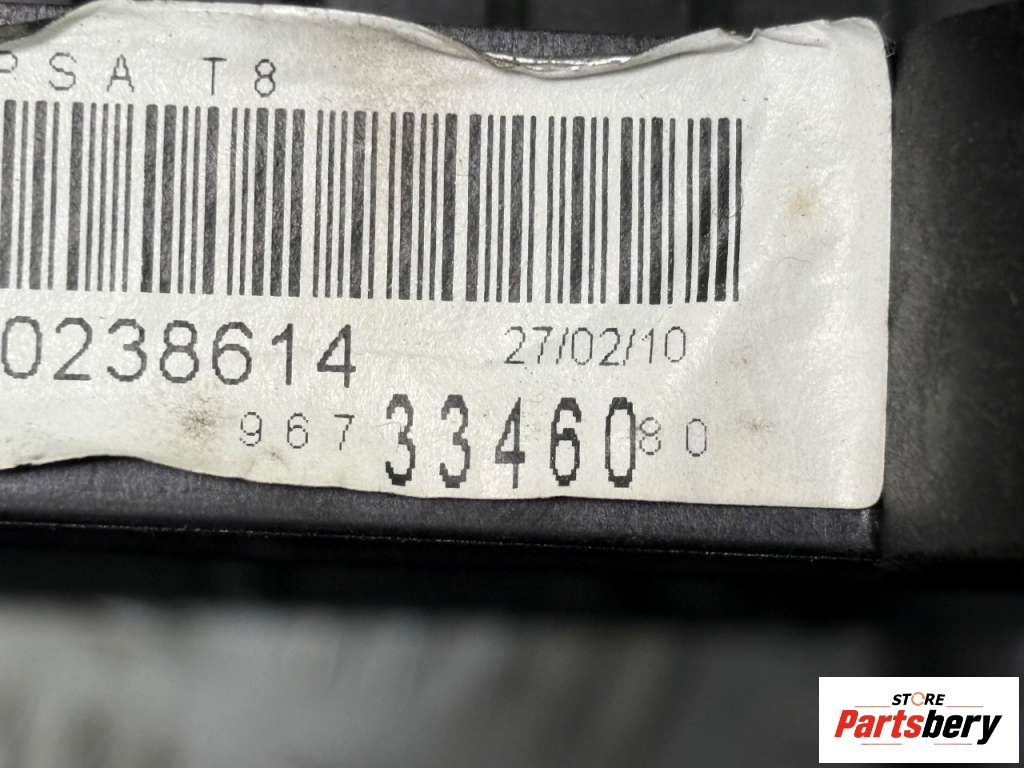 PSA T8
0238614 27/02/10
967 33460 80
STORE
Partsbery